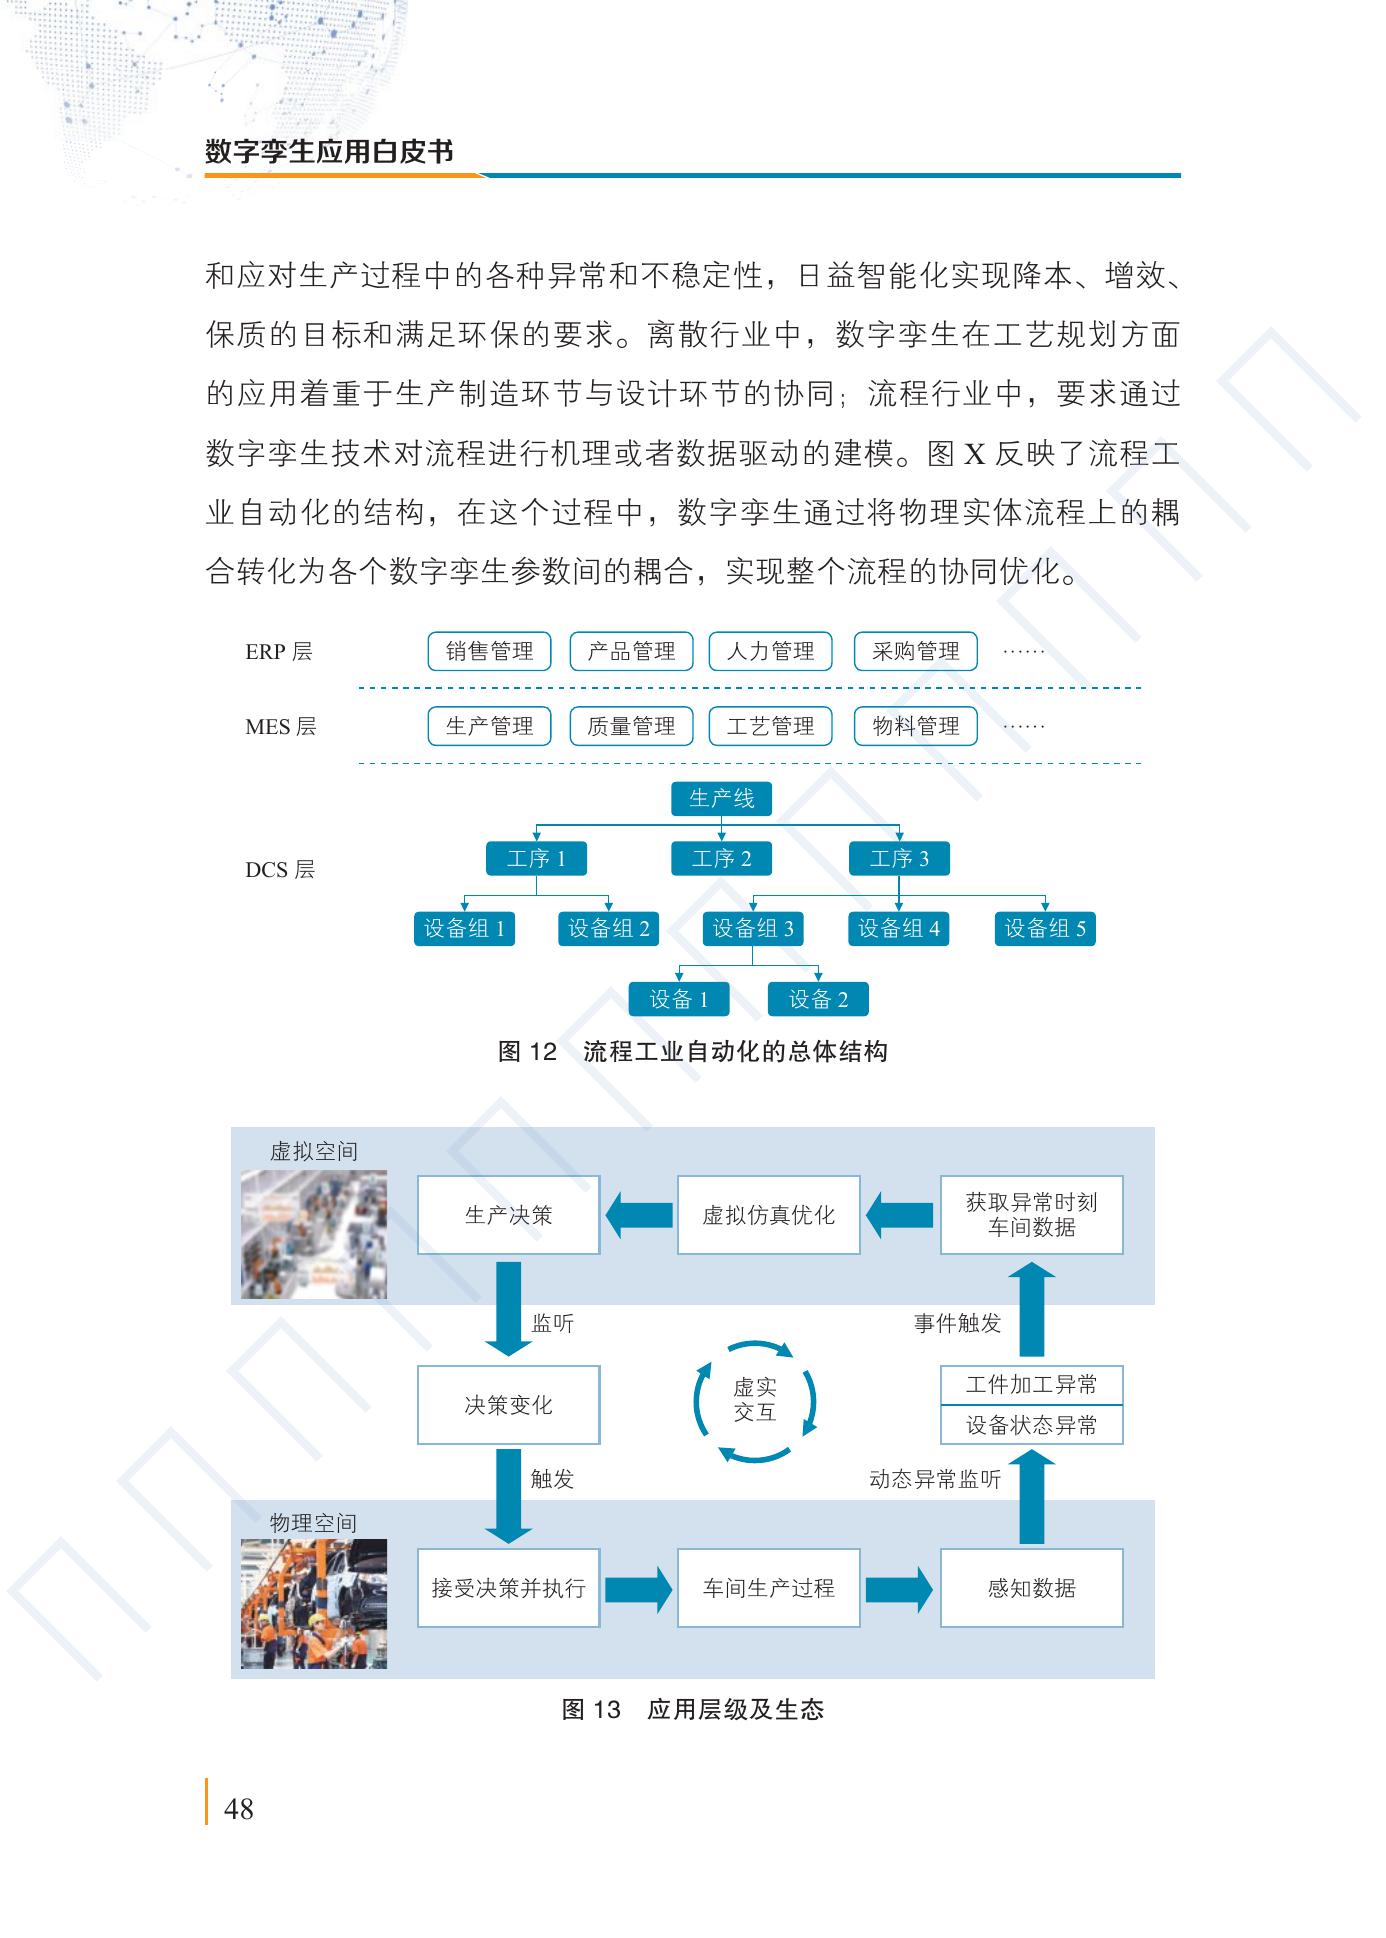 数字孪生应用白皮书
和应对生产过程中的各种异常和不稳定性，日益智能化实现降本、增效、
保质的目标和满足环保的要求。离散行业中，数字孪生在工艺规划方面
的应用着重于生产制造环节与设计环节的协同；流程行业中，要求通过
数字孪生技术对流程进行机理或者数据驱动的建模。图 X 反映了流程工
业自动化的结构，在这个过程中，数字孪生通过将物理实体流程上的耦
合转化为各个数字孪生参数间的耦合，实现整个流程的协同优化。
ERP 层 销售管理 产品管理 人力管理 采购管理 ······
MES 层 生产管理 质量管理 工艺管理 物料管理 ······
生产线
工序 1 工序 2 工序 3
DCS 层
设备组 1 设备组 2 设备组 3 设备组 4 设备组 5
设备 1 设备 2
图 12 流程工业自动化的总体结构
虚拟空间
生产决策 虚拟仿真优化 获取异常时刻
车间数据
监听 事件触发
决策变化 虚实
交互
工件加工异常
设备状态异常
触发 动态异常监听
物理空间
接受决策并执行 车间生产过程 感知数据
图 13 应用层级及生态
48